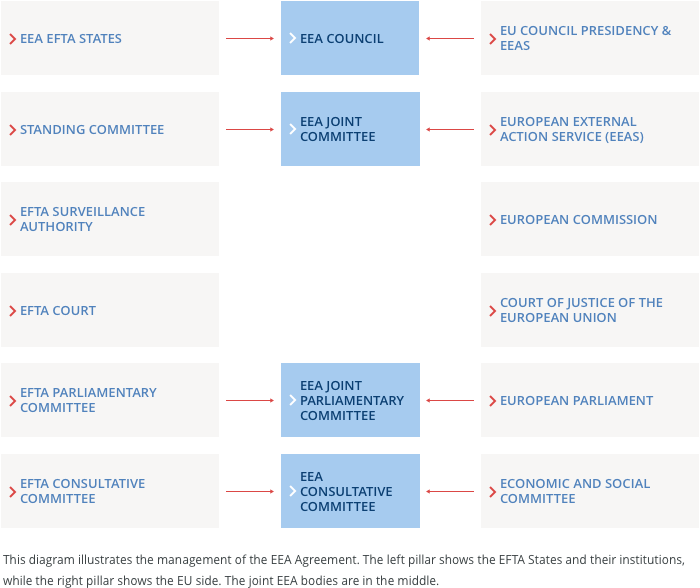 EEA EFTA STATES
EEA COUNCIL
EU COUNCIL PRESIDENCY &
EEAS
STANDING COMMITTEE
EEA JOINT
COMMITTEE
EUROPEAN EXTERNAL
ACTION SERVICE (EEAS)
EFTA SURVEILLANCE
AUTHORITY
EUROPEAN COMMISSION
EFTA COURT
COURT OF JUSTICE OF THE
EUROPEAN UNION
EFTA PARLIAMENTARY
COMMITTEE
EEA JOINT
PARLIAMENTARY
COMMITTEE
EUROPEAN PARLIAMENT
EFTA CONSULTATIVE
COMMITTEE
EEA
CONSULTATIVE
COMMITTEE
ECONOMIC AND SOCIAL
COMMITTEE
This diagram illustrates the management of the EEA Agreement. The left pillar shows the EFTA States and their institutions,
while the right pillar shows the EU side. The joint EEA bodies are in the middle.